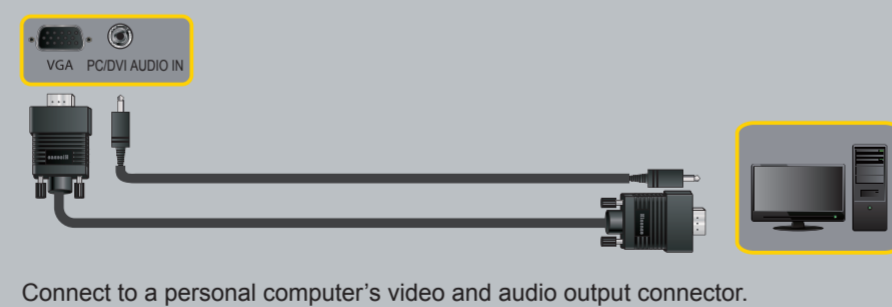 VGA PC/DVI AUDIO IN
Connect to a personal computer's video and audio output connector.